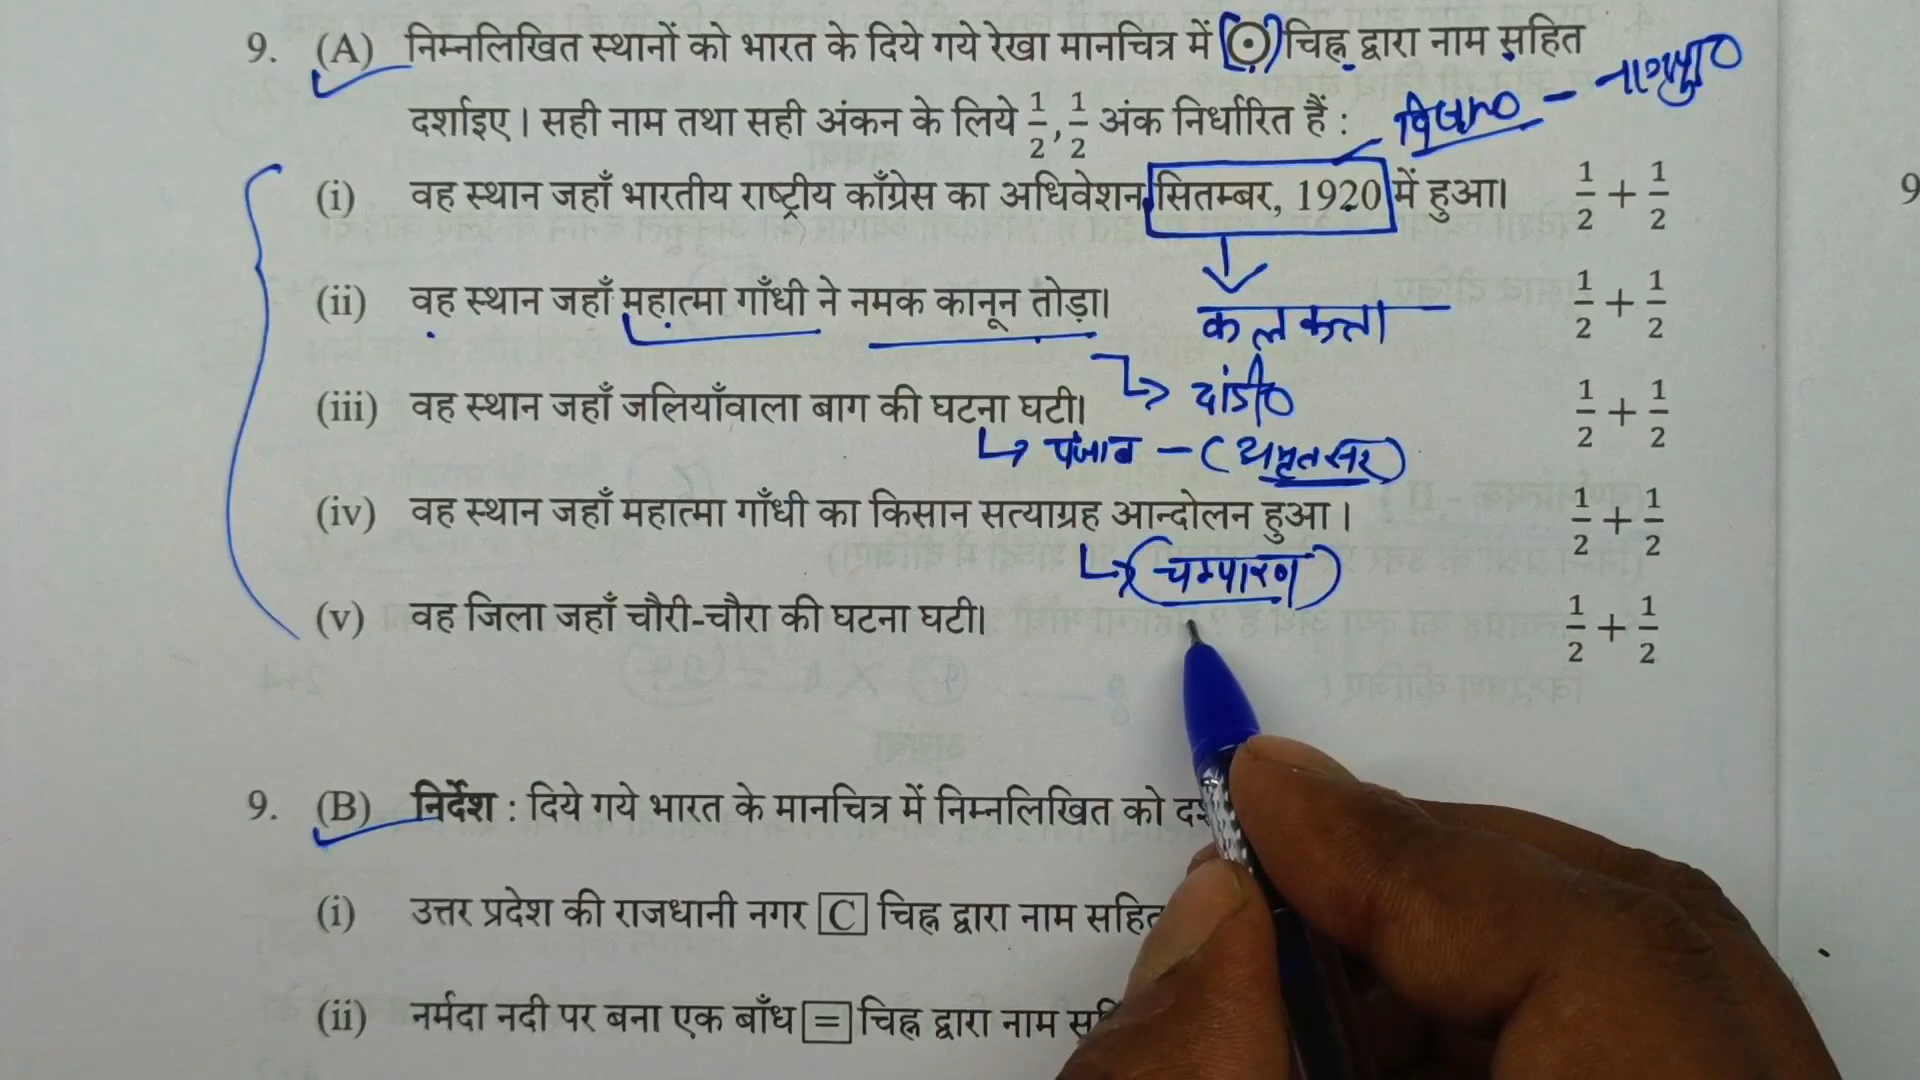 9. (A) निम्नलिखित स्थानों को भारत के दिये गये रेखा मानचित्र में ⊙ चिह्न द्वारा नाम सहित
दर्शाइए। सही नाम तथा सही अंकन के लिये 1/2, 1/2 अंक निर्धारित हैं :
(i) वह स्थान जहाँ भारतीय राष्ट्रीय काँग्रेस का अधिवेशन सितम्बर, 1920 में हुआ। 1/2 + 1/2
9
(ii) वह स्थान जहाँ महात्मा गाँधी ने नमक कानून तोड़ा। 1/2 + 1/2
कलकत्ता
(iii) वह स्थान जहाँ जलियाँवाला बाग की घटना घटी। 1/2 + 1/2
दांडी
पंजाब – (अमृतसर)
(iv) वह स्थान जहाँ महात्मा गाँधी का किसान सत्याग्रह आन्दोलन हुआ। 1/2 + 1/2
(चम्पारण)
(v) वह जिला जहाँ चौरी-चौरा की घटना घटी। 1/2 + 1/2
9. (B) निर्देश : दिये गये भारत के मानचित्र में निम्नलिखित को
(i) उत्तर प्रदेश की राजधानी नगर C चिह्न द्वारा नाम सहित
(ii) नर्मदा नदी पर बना एक बाँध = चिह्न द्वारा नाम